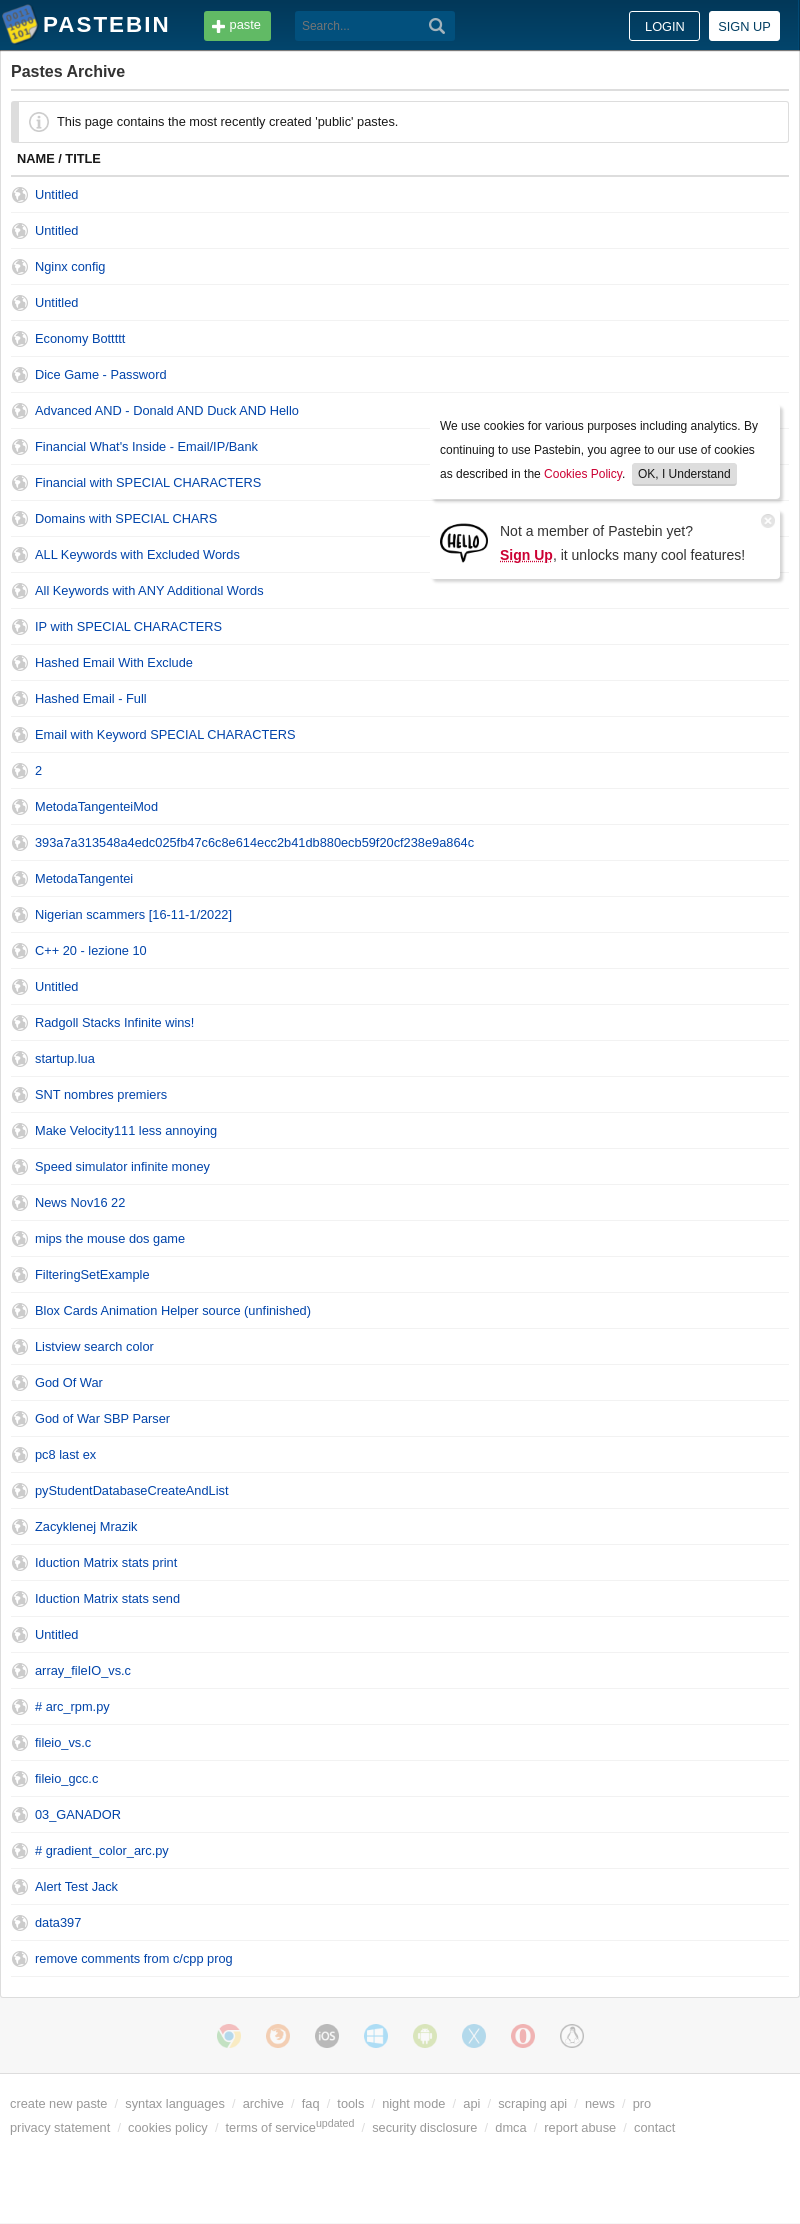 PASTEBIN paste Search... LOGIN SIGN UP
Pastes Archive
This page contains the most recently created 'public' pastes.
NAME / TITLE
Untitled
Untitled
Nginx config
Untitled
Economy Bottttt
Dice Game - Password
Advanced AND - Donald AND Duck AND Hello
Financial What's Inside - Email/IP/Bank
Financial with SPECIAL CHARACTERS
Domains with SPECIAL CHARS
ALL Keywords with Excluded Words
All Keywords with ANY Additional Words
IP with SPECIAL CHARACTERS
Hashed Email With Exclude
Hashed Email - Full
Email with Keyword SPECIAL CHARACTERS
2
MetodaTangenteiMod
393a7a313548a4edc025fb47c6c8e614ecc2b41db880ecb59f20cf238e9a864c
MetodaTangentei
Nigerian scammers [16-11-1/2022]
C++ 20 - lezione 10
Untitled
Radgoll Stacks Infinite wins!
startup.lua
SNT nombres premiers
Make Velocity111 less annoying
Speed simulator infinite money
News Nov16 22
mips the mouse dos game
FilteringSetExample
Blox Cards Animation Helper source (unfinished)
Listview search color
God Of War
God of War SBP Parser
pc8 last ex
pyStudentDatabaseCreateAndList
Zacyklenej Mrazik
Iduction Matrix stats print
Iduction Matrix stats send
Untitled
array_fileIO_vs.c
# arc_rpm.py
fileio_vs.c
fileio_gcc.c
03_GANADOR
# gradient_color_arc.py
Alert Test Jack
data397
remove comments from c/cpp prog
We use cookies for various purposes including analytics. By
continuing to use Pastebin, you agree to our use of cookies
as described in the Cookies Policy. OK, I Understand
HELLO
Not a member of Pastebin yet?
Sign Up, it unlocks many cool features!
iOS
create new paste / syntax languages / archive / faq / tools / night mode / api / scraping api / news / pro
privacy statement / cookies policy / terms of service updated / security disclosure / dmca / report abuse / contact